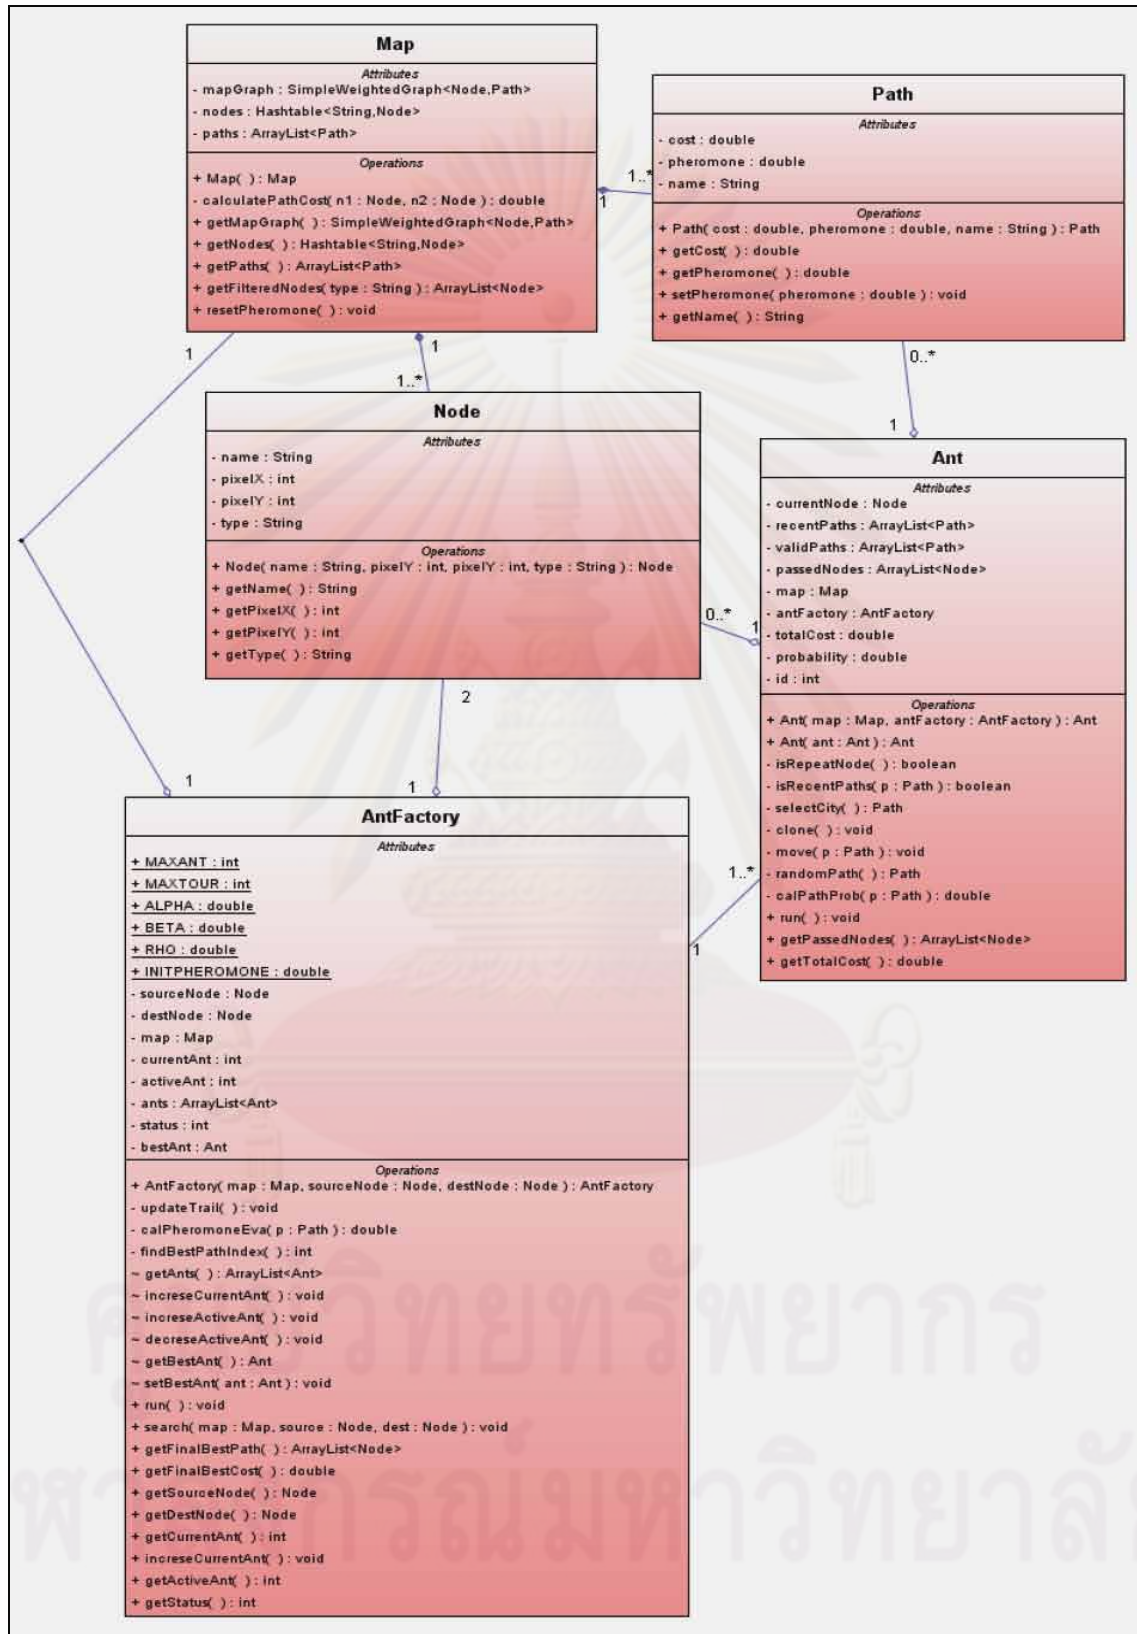 Map
Attributes
- mapGraph : SimpleWeightedGraph<Node,Path>
- nodes : Hashtable<String,Node>
- paths : ArrayList<Path>
Operations
+ Map( ) : Map
- calculatePathCost( n1 : Node, n2 : Node ) : double
+ getMapGraph( ) : SimpleWeightedGraph<Node,Path>
+ getNodes( ) : Hashtable<String,Node>
+ getPaths( ) : ArrayList<Path>
+ getFilteredNodes( type : String ) : ArrayList<Node>
+ resetPheromone( ) : void
Path
Attributes
- cost : double
- pheromone : double
- name : String
Operations
+ Path( cost : double, pheromone : double, name : String ) : Path
+ getCost( ) : double
+ getPheromone( ) : double
+ setPheromone( pheromone : double ) : void
+ getName( ) : String
1..*
1
1
1
1..*
0..*
1
Node
Attributes
- name : String
- pixelX : int
- pixelY : int
- type : String
Operations
+ Node( name : String, pixelY : int, pixelY : int, type : String ) : Node
+ getName( ) : String
+ getPixelX( ) : int
+ getPixelY( ) : int
+ getType( ) : String
0..*
1
2
1
1
Ant
Attributes
- currentNode : Node
- recentPaths : ArrayList<Path>
- validPaths : ArrayList<Path>
- passedNodes : ArrayList<Node>
- map : Map
- antFactory : AntFactory
- totalCost : double
- probability : double
- id : int
Operations
+ Ant( map : Map, antFactory : AntFactory ) : Ant
+ Ant( ant : Ant ) : Ant
- isRepeatNode( ) : boolean
- isRecentPaths( p : Path ) : boolean
- selectCity( ) : Path
- clone( ) : void
- move( p : Path ) : void
- randomPath( ) : Path
- calPathProb( p : Path ) : double
+ run( ) : void
+ getPassedNodes( ) : ArrayList<Node>
+ getTotalCost( ) : double
1..*
1
AntFactory
Attributes
+ MAXANT : int
+ MAXTOUR : int
+ ALPHA : double
+ BETA : double
+ RHO : double
+ INITPHEROMONE : double
- sourceNode : Node
- destNode : Node
- map : Map
- currentAnt : int
- activeAnt : int
- ants : ArrayList<Ant>
- status : int
- bestAnt : Ant
Operations
+ AntFactory( map : Map, sourceNode : Node, destNode : Node ) : AntFactory
- updateTrail( ) : void
- calPheromoneEva( p : Path ) : double
- findBestPathIndex( ) : int
~ getAnts( ) : ArrayList<Ant>
~ increseCurrentAnt( ) : void
~ increseActiveAnt( ) : void
~ decreseActiveAnt( ) : void
~ getBestAnt( ) : Ant
~ setBestAnt( ant : Ant ) : void
+ run( ) : void
+ search( map : Map, source : Node, dest : Node ) : void
+ getFinalBestPath( ) : ArrayList<Node>
+ getFinalBestCost( ) : double
+ getSourceNode( ) : Node
+ getDestNode( ) : Node
+ getCurrentAnt( ) : int
+ increseCurrentAnt( ) : void
+ getActiveAnt( ) : int
+ getStatus( ) : int